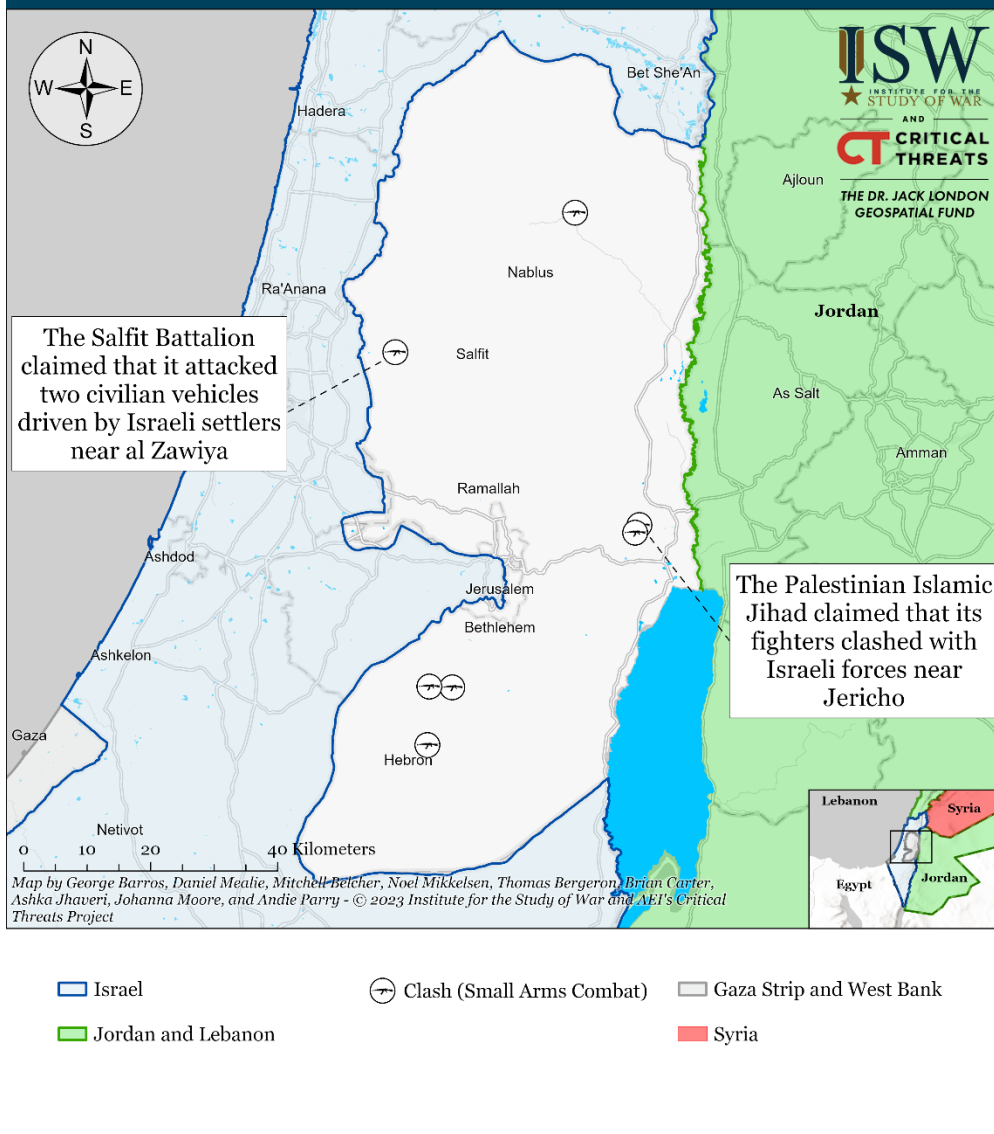 N
W
E
S
ISW
INSTITUTE FOR THE
STUDY OF WAR
AND
CT CRITICAL
THREATS
THE DR. JACK LONDON
GEOSPATIAL FUND
Bet She'An
Hadera
Ajloun
Nablus
Ra'Anana
Jordan
The Salfit Battalion
claimed that it attacked
two civilian vehicles
driven by Israeli settlers
near al Zawiya
Salfit
As Salt
Amman
Ramallah
Ashdod
Jerusalem
The Palestinian Islamic
Jihad claimed that its
fighters clashed with
Israeli forces near
Jericho
Bethlehem
Ashkelon
Gaza
Hebron
Netivot
0 10 20 40 Kilometers
Map by George Barros, Daniel Mealie, Mitchell Belcher, Noel Mikkelsen, Thomas Bergeron, Brian Carter,
Ashka Jhaveri, Johanna Moore, and Andie Parry - © 2023 Institute for the Study of War and AEI's Critical
Threats Project
Lebanon
Syria
Egypt
Jordan
Israel
Clash (Small Arms Combat)
Gaza Strip and West Bank
Jordan and Lebanon
Syria